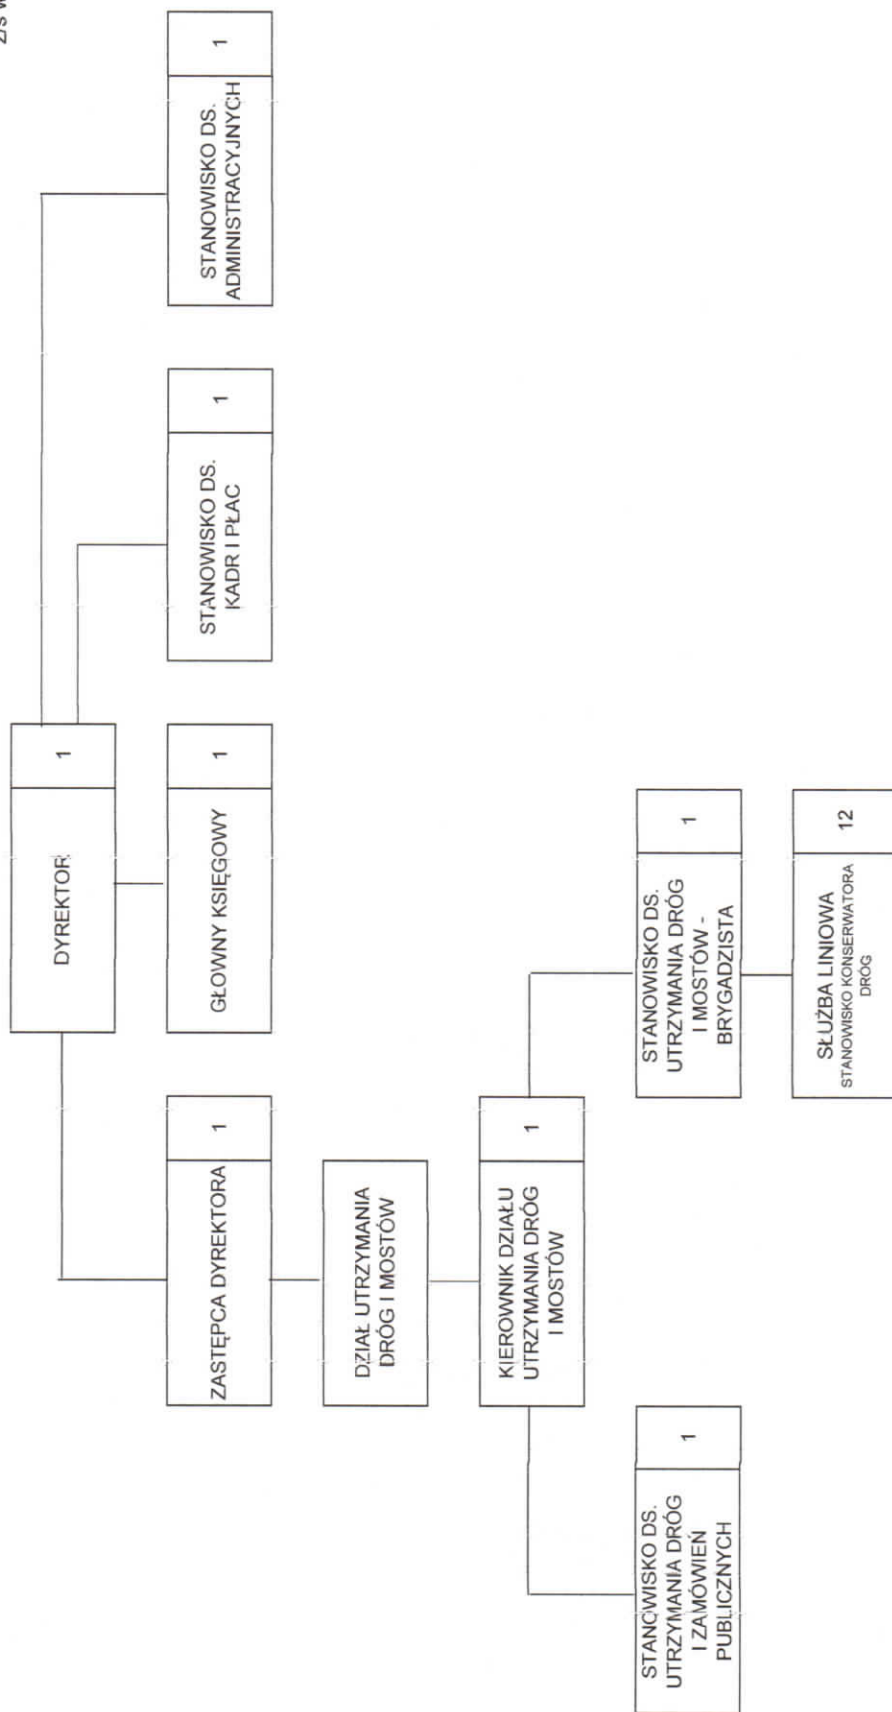 DYREKTOR
1
ZASTĘPCA DYREKTORA
1
GŁOWNY KSIĘGOWY
1
STANOWISKO DS.
KADR I PŁAC
1
STANOWISKO DS.
ADMINISTRACYJNYCH
1
DZIAŁ UTRZYMANIA
DRÓG I MOSTÓW
KIEROWNIK DZIAŁU
UTRZYMANIA DRÓG
I MOSTÓW
1
STANOWISKO DS.
UTRZYMANIA DRÓG
I ZAMÓWIEŃ
PUBLICZNYCH
1
STANOWISKO DS.
UTRZYMANIA DRÓG
I MOSTÓW -
BRYGADZISTA
1
SŁUŻBA LINIOWA
STANOWISKO KONSERWATORA
DRÓG
12